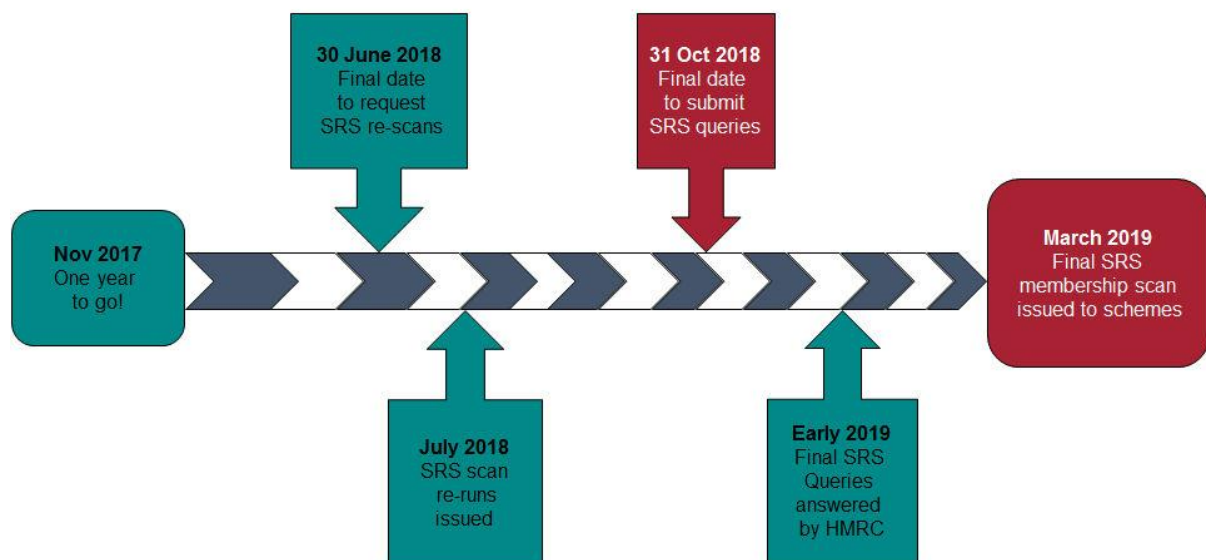 30 June 2018
Final date
to request
SRS re-scans
31 Oct 2018
Final date
to submit
SRS queries
Nov 2017
One year
to go!
March 2019
Final SRS
membership scan
issued to schemes
July 2018
SRS scan
re-runs
issued
Early 2019
Final SRS
Queries
answered
by HMRC